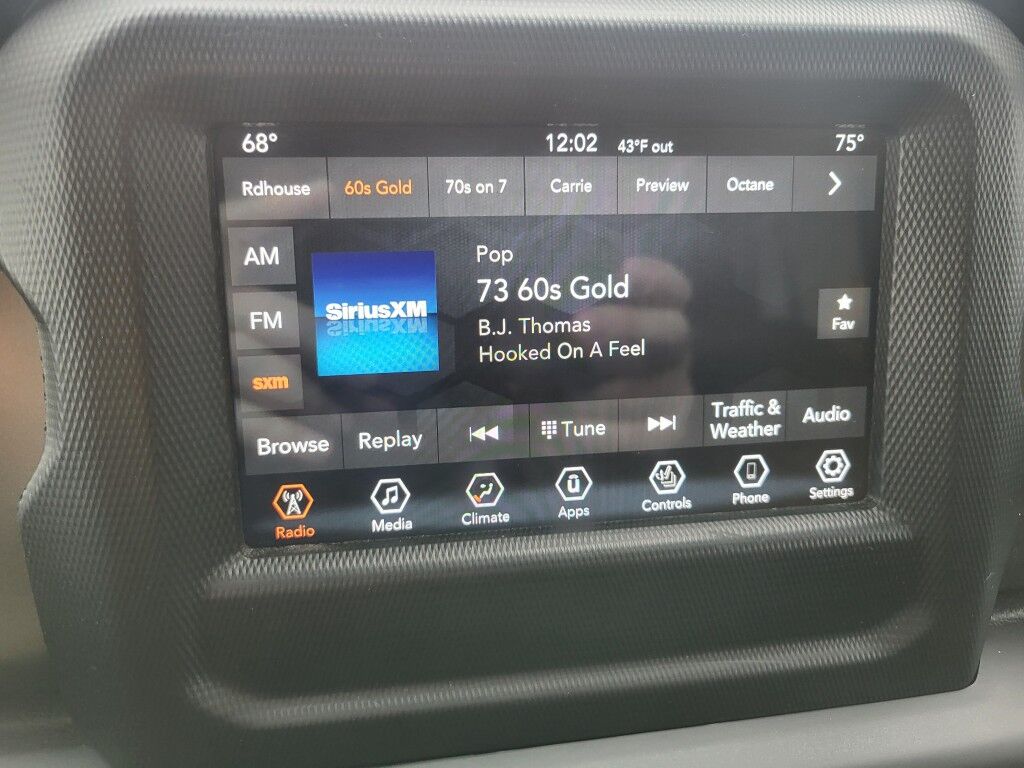 68° 12:02 43°F out 75°
Rdhouse 60s Gold 70s on 7 Carrie Preview Octane
AM
FM
sxm
SiriusXM
Pop
73 60s Gold
B.J. Thomas
Hooked On A Feel
Fav
Browse Replay Tune Traffic & Weather Audio
Radio Media Climate Apps Controls Phone Settings